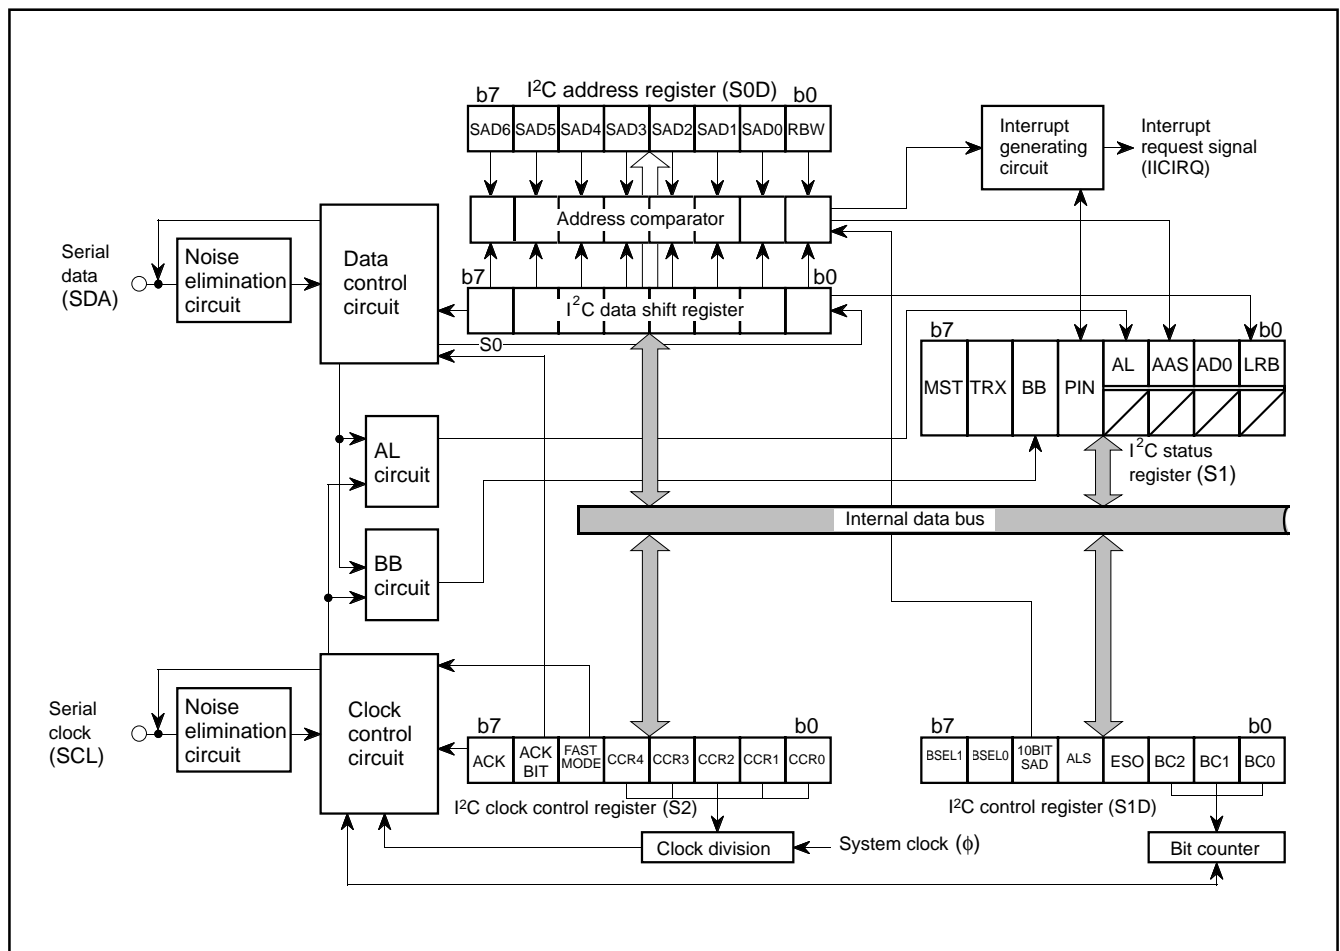 I²C address register (S0D)
b7 b0
SAD6 SAD5 SAD4 SAD3 SAD2 SAD1 SAD0 RBW
Interrupt
generating
circuit
Interrupt
request signal
(IICIRQ)
Address comparator
Serial
data
(SDA)
Noise
elimination
circuit
Data
control
circuit
b7 b0
I²C data shift register
S0
b7 b0
MST TRX BB PIN AL AAS AD0 LRB
I²C status
register (S1)
AL
circuit
Internal data bus
BB
circuit
Serial
clock
(SCL)
Noise
elimination
circuit
Clock
control
circuit
b7 b0
ACK ACK BIT FAST MODE CCR4 CCR3 CCR2 CCR1 CCR0
I²C clock control register (S2)
b7 b0
BSEL1 BSEL0 10BIT SAD ALS ESO BC2 BC1 BC0
I²C control register (S1D)
Clock division
System clock (ϕ)
Bit counter